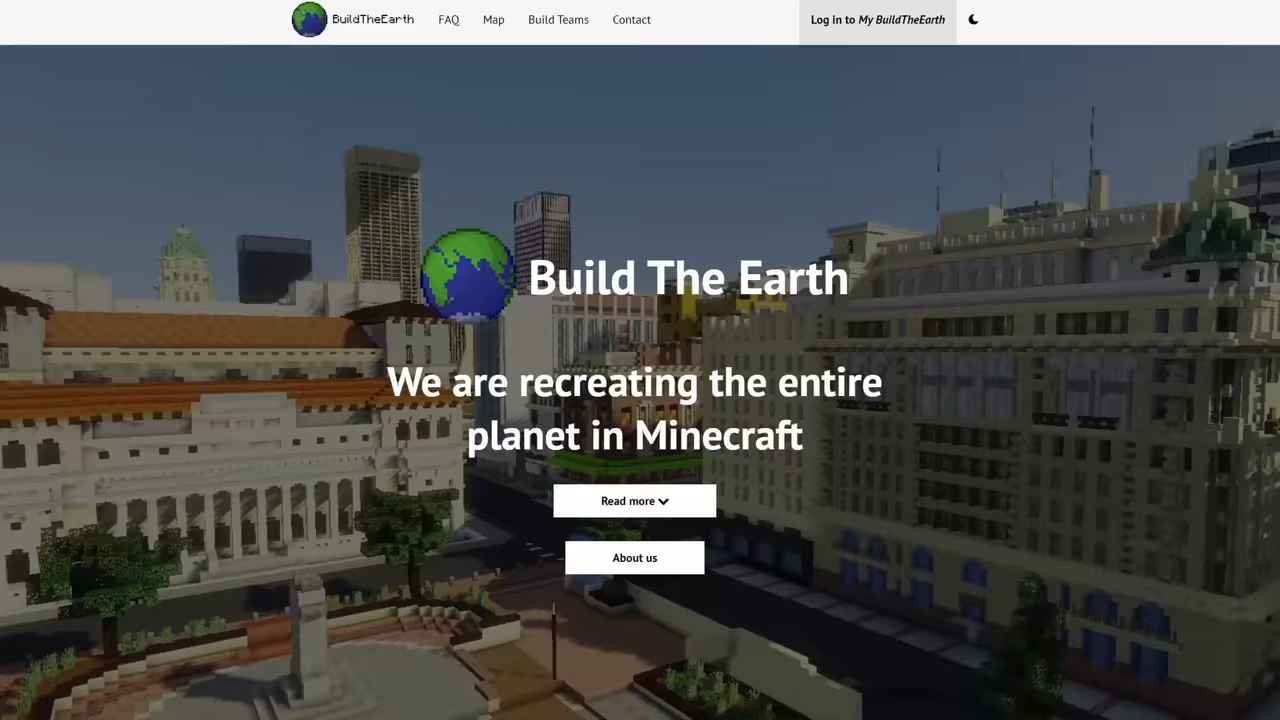 BuildTheEarth
FAQ
Map
Build Teams
Contact
Log in to My BuildTheEarth
Build The Earth
We are recreating the entire
planet in Minecraft
Read more
About us